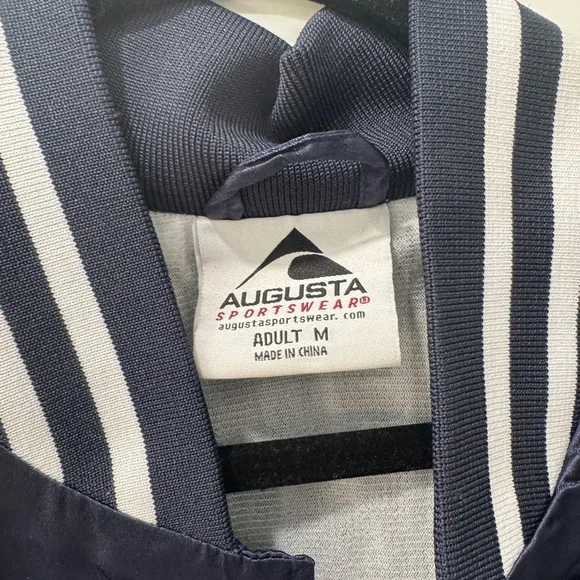 AUGUSTA
SPORTSWEAR®
augustasportswear.com
ADULT M
MADE IN CHINA